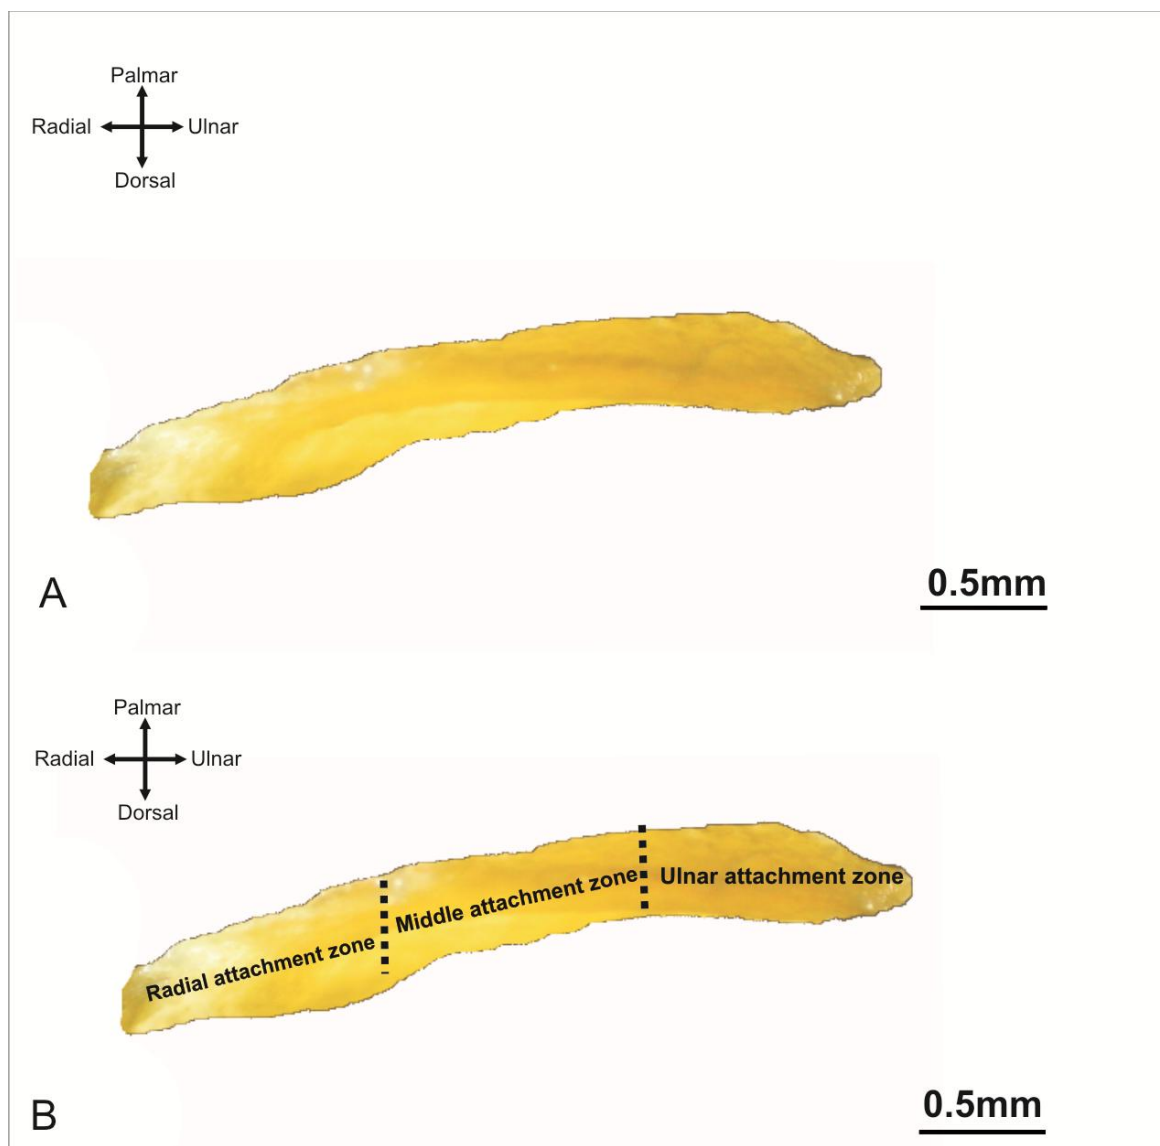 Palmar
Radial Ulnar
Dorsal
A
0.5mm
Palmar
Radial Ulnar
Dorsal
Radial attachment zone
Middle attachment zone
Ulnar attachment zone
B
0.5mm